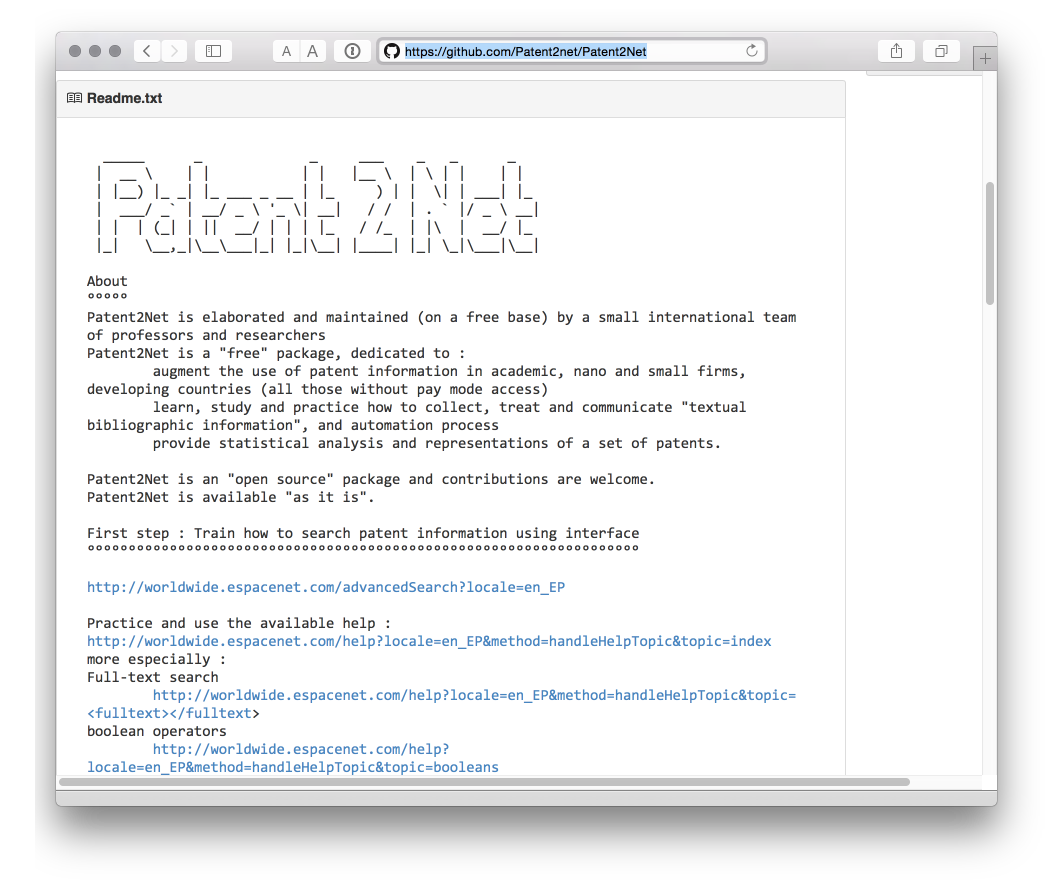 A A
https://github.com/Patent2net/Patent2Net
Readme.txt
Patent2Net
About
°°°°°
Patent2Net is elaborated and maintained (on a free base) by a small international team
of professors and researchers
Patent2Net is a "free" package, dedicated to :
augment the use of patent information in academic, nano and small firms,
developing countries (all those without pay mode access)
learn, study and practice how to collect, treat and communicate "textual
bibliographic information", and automation process
provide statistical analysis and representations of a set of patents.
Patent2Net is an "open source" package and contributions are welcome.
Patent2Net is available "as it is".
First step : Train how to search patent information using interface
°°°°°°°°°°°°°°°°°°°°°°°°°°°°°°°°°°°°°°°°°°°°°°°°°°°°°°°°°°°°°°°°°°°
http://worldwide.espacenet.com/advancedSearch?locale=en_EP
Practice and use the available help :
http://worldwide.espacenet.com/help?locale=en_EP&method=handleHelpTopic&topic=index
more especially :
Full-text search
http://worldwide.espacenet.com/help?locale=en_EP&method=handleHelpTopic&topic=
<fulltext></fulltext>
boolean operators
http://worldwide.espacenet.com/help?
locale=en_EP&method=handleHelpTopic&topic=booleans